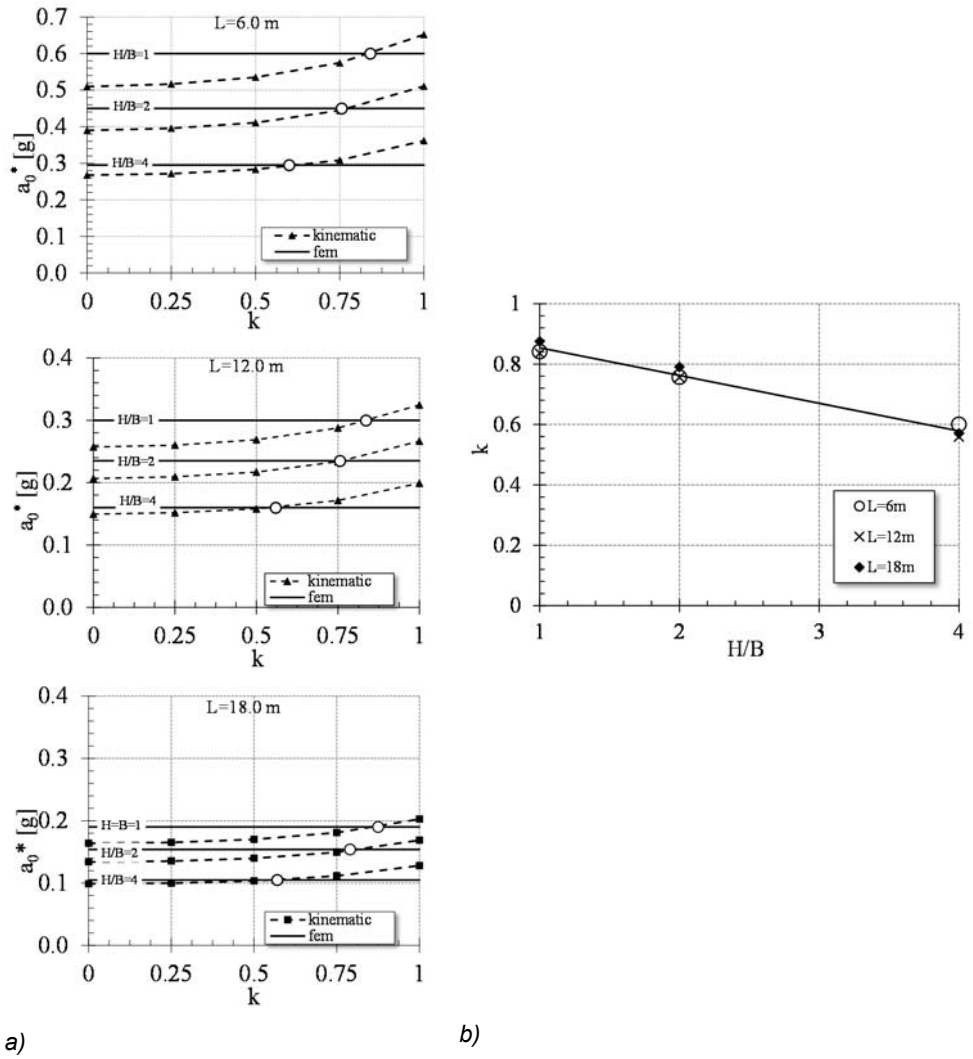 L=6.0 m
0.7
0.6
0.5
0.4
0.3
0.2
0.1
0.0
a₀* [g]
H/B=1
H/B=2
H/B=4
kinematic
fem
0 0.25 0.5 0.75 1
k
L=12.0 m
0.4
0.3
0.2
0.1
0.0
a₀* [g]
H/B=1
H/B=2
H/B=4
kinematic
fem
0 0.25 0.5 0.75 1
k
L=18.0 m
0.4
0.3
0.2
0.1
0.0
a₀* [g]
H=B=1
H/B=2
H/B=4
kinematic
fem
0 0.25 0.5 0.75 1
k
a)
1
0.8
0.6
0.4
0.2
0
k
L=6m
L=12m
L=18m
1 2 3 4
H/B
b)